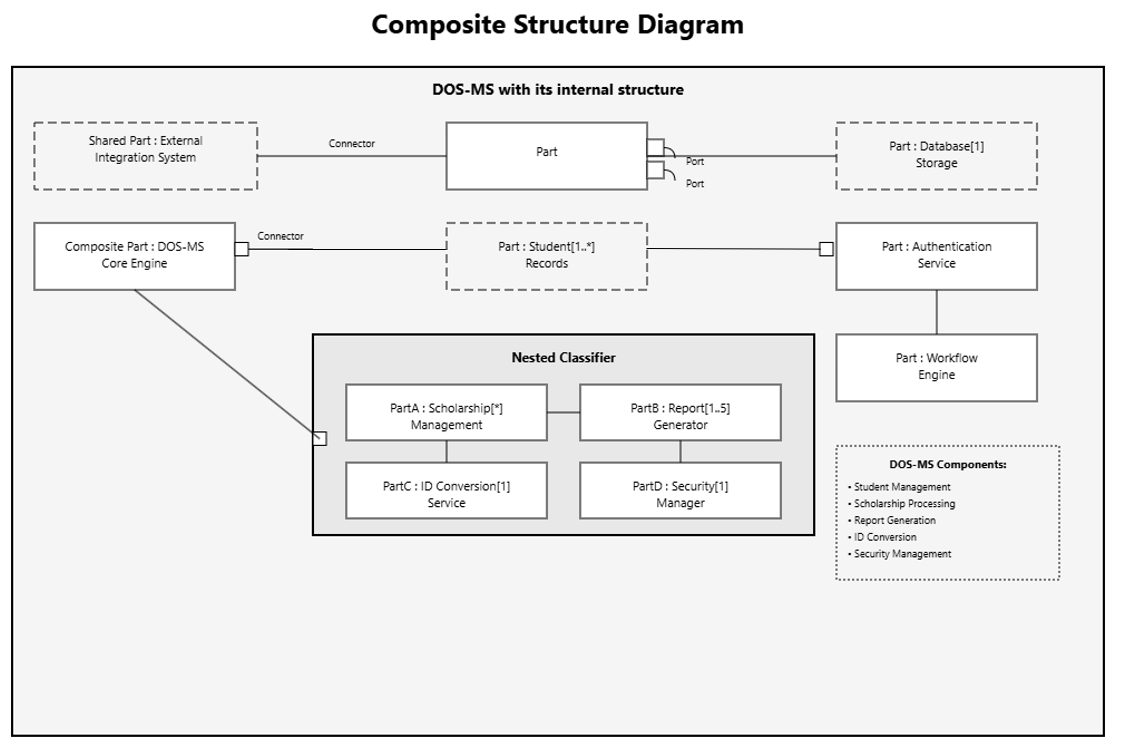 Composite Structure Diagram
DOS-MS with its internal structure
Shared Part : External
Integration System
Connector
Part
Port
Port
Part : Database[1]
Storage
Composite Part : DOS-MS
Core Engine
Connector
Part : Student[1..*]
Records
Part : Authentication
Service
Nested Classifier
Part : Workflow
Engine
PartA : Scholarship[*]
Management
PartB : Report[1..5]
Generator
PartC : ID Conversion[1]
Service
PartD : Security[1]
Manager
DOS-MS Components:
• Student Management
• Scholarship Processing
• Report Generation
• ID Conversion
• Security Management